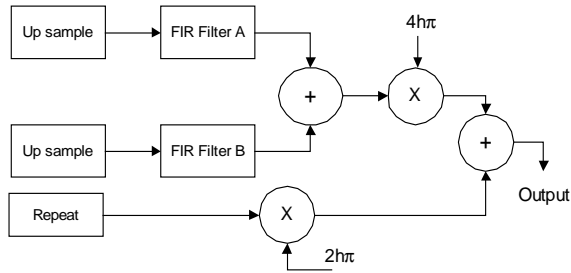 Up sample
FIR Filter A
4hπ
+
X
Up sample
FIR Filter B
+
Output
Repeat
X
2hπ